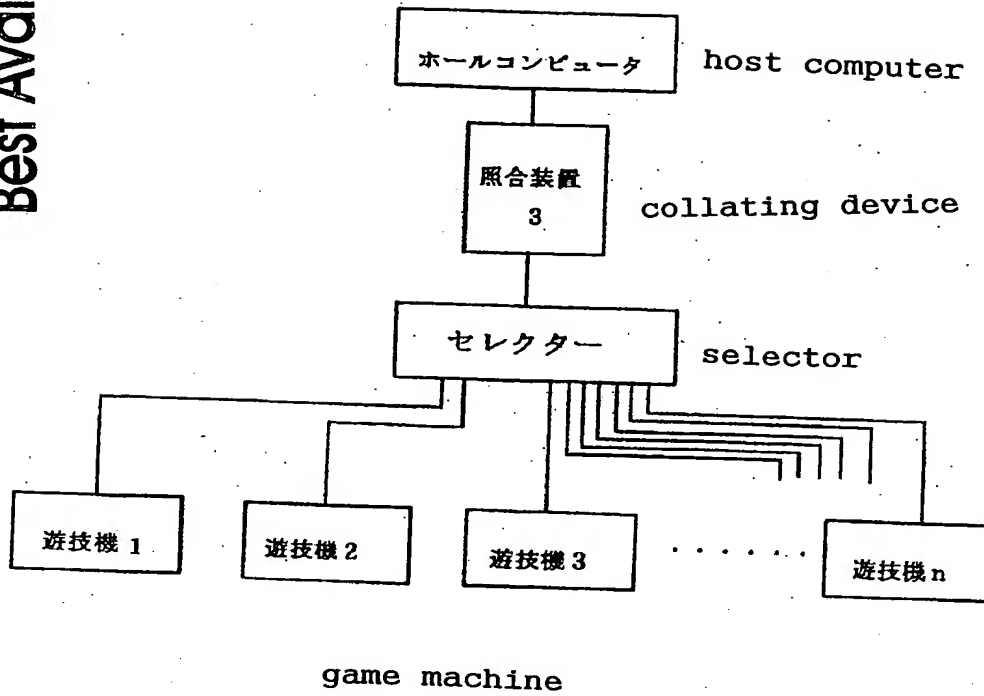 Best Avai
ホールコンピュータ
host computer
照合装置
3
collating device
セレクター
selector
遊技機 1
遊技機 2
遊技機 3
......
遊技機 n
game machine